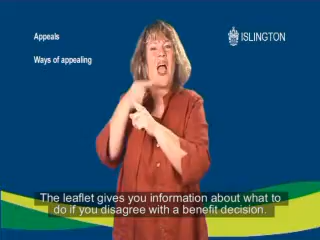 Appeals
ISLINGTON
Ways of appealing
The leaflet gives you information about what to
do if you disagree with a benefit decision.